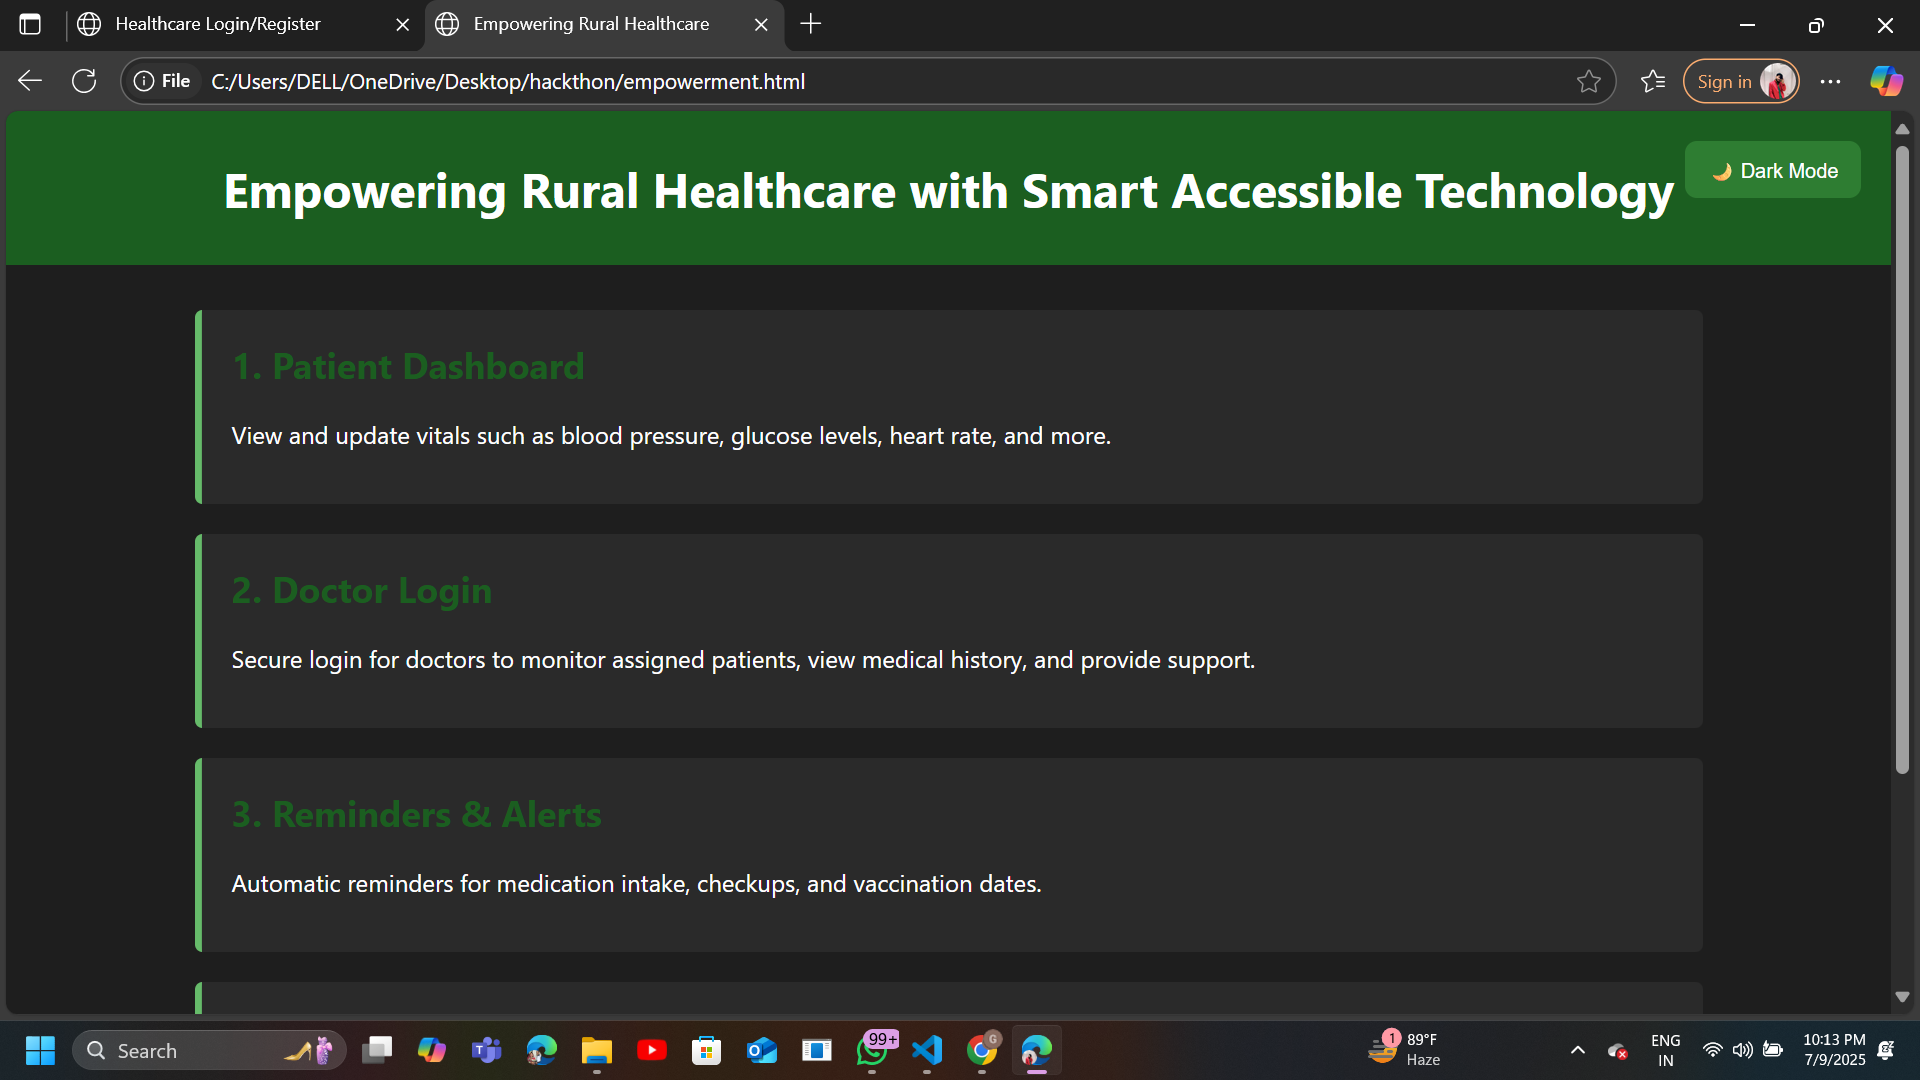 Healthcare Login/Register
Empowering Rural Healthcare
File
C:/Users/DELL/OneDrive/Desktop/hackthon/empowerment.html
Sign in
Empowering Rural Healthcare with Smart Accessible Technology
🌙 Dark Mode
1. Patient Dashboard
View and update vitals such as blood pressure, glucose levels, heart rate, and more.
2. Doctor Login
Secure login for doctors to monitor assigned patients, view medical history, and provide support.
3. Reminders & Alerts
Automatic reminders for medication intake, checkups, and vaccination dates.
Search
99+
G
1
89°F
Haze
ENG
IN
10:13 PM
7/9/2025